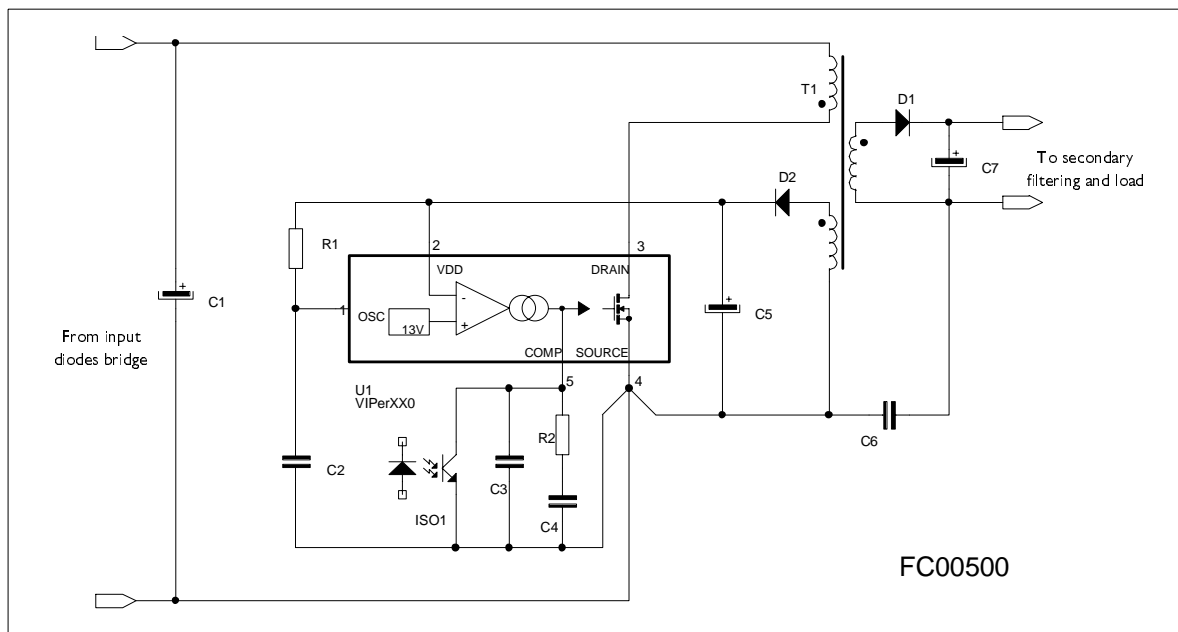 T1
D1
+
C7
To secondary
filtering and load
D2
R1
2
3
VDD
DRAIN
+
C1
1
OSC
13V
-
+
+
C5
From input
diodes bridge
COMP
SOURCE
U1
VIPerXX0
5
4
R2
C6
C2
C3
ISO1
C4
FC00500